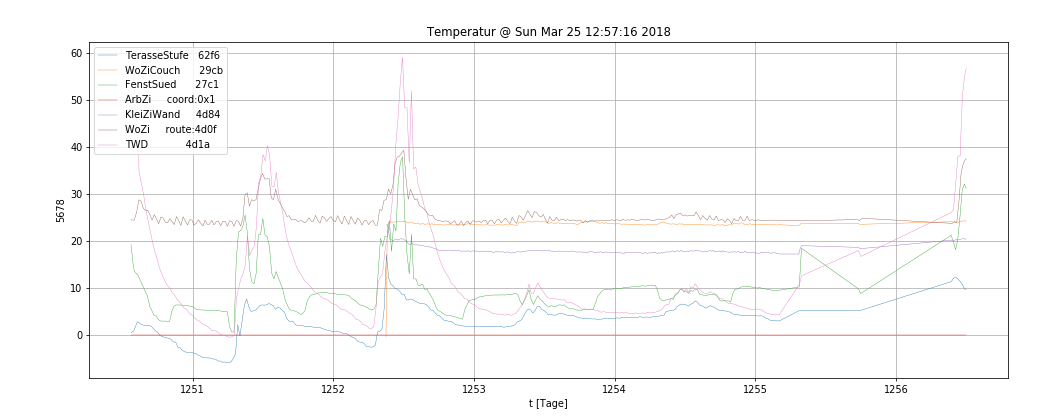 Temperatur @ Sun Mar 25 12:57:16 2018
TerasseStufe 62f6
WoZiCouch 29cb
FenstSued 27c1
ArbZi coord:0x1
KleiZiWand 4d84
WoZi route:4d0f
TWD 4d1a
60
50
40
30
20
10
0
5678
1251 1252 1253 1254 1255 1256
t [Tage]